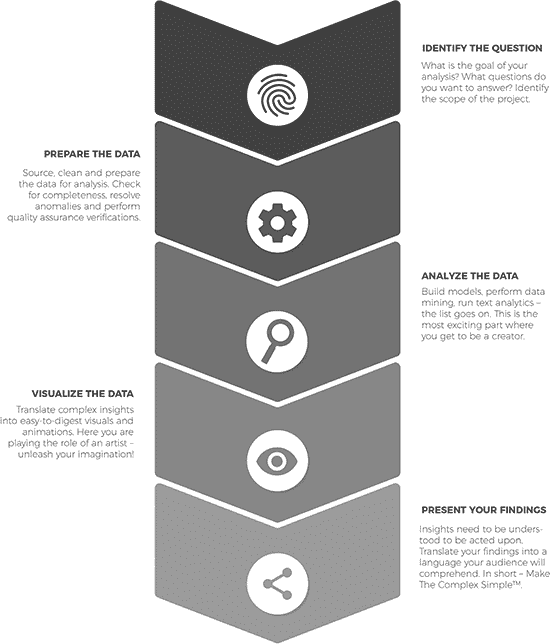 IDENTIFY THE QUESTION
What is the goal of your
analysis? What questions do
you want to answer? Identify
the scope of the project.
PREPARE THE DATA
Source, clean and prepare
the data for analysis. Check
for completeness, resolve
anomalies and perform
quality assurance verifications.
ANALYZE THE DATA
Build models, perform data
mining, run text analytics –
the list goes on. This is the
most exciting part where
you get to be a creator.
VISUALIZE THE DATA
Translate complex insights
into easy-to-digest visuals and
animations. Here you are
playing the role of an artist –
unleash your imagination!
PRESENT YOUR FINDINGS
Insights need to be unders-
tood to be acted upon.
Translate your findings into a
language your audience will
comprehend. In short – Make
The Complex Simple™.